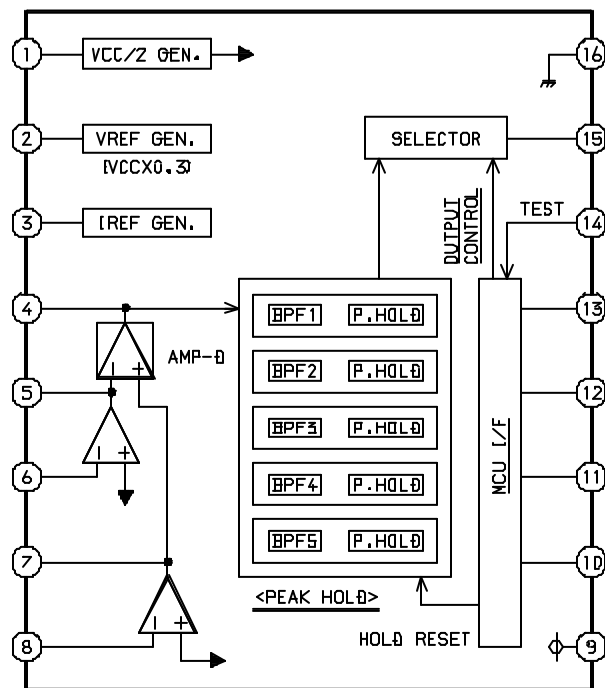 1 VCC/2 GEN. 16
2 VREF GEN. SELECTOR 15
(VCCX0.3)
3 IREF GEN. OUTPUT CONTROL TEST 14
4 BPF1 P.HOLD 13
AMP-D
5 BPF2 P.HOLD 12
BPF3 P.HOLD MCU I/F
6 BPF4 P.HOLD 11
7 BPF5 P.HOLD 10
<PEAK HOLD>
8 HOLD RESET 9